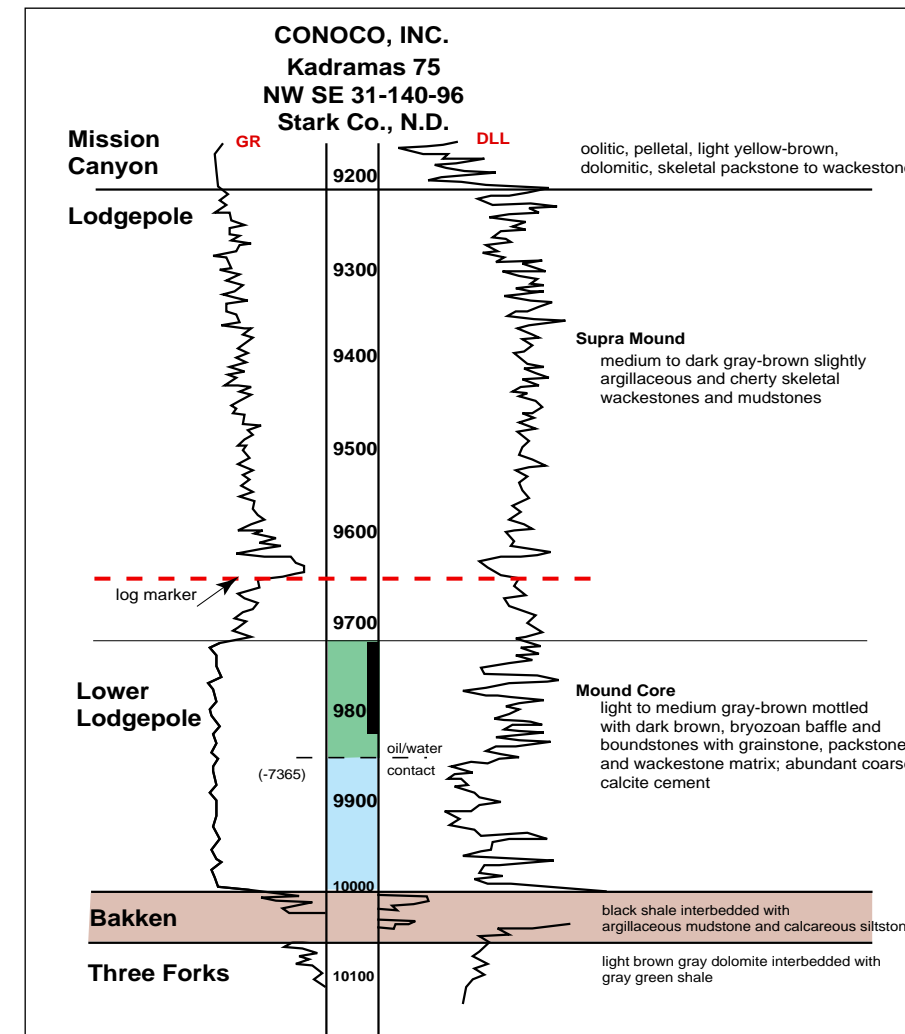 CONOCO, INC.
Kadramas 75
NW SE 31-140-96
Stark Co., N.D.
Mission
Canyon
GR
DLL
oolitic, pelletal, light yellow-brown,
dolomitic, skeletal packstone to wackestone
9200
Lodgepole
9300
Supra Mound
medium to dark gray-brown slightly
argillaceous and cherty skeletal
wackestones and mudstones
9400
9500
9600
log marker
9700
Lower
Lodgepole
Mound Core
light to medium gray-brown mottled
with dark brown, bryozoan baffle and
boundstones with grainstone, packstone
and wackestone matrix; abundant coarse
calcite cement
980
oil/water
contact
(-7365)
9900
10000
Bakken
black shale interbedded with
argillaceous mudstone and calcareous siltston
Three Forks
light brown gray dolomite interbedded with
gray green shale
10100